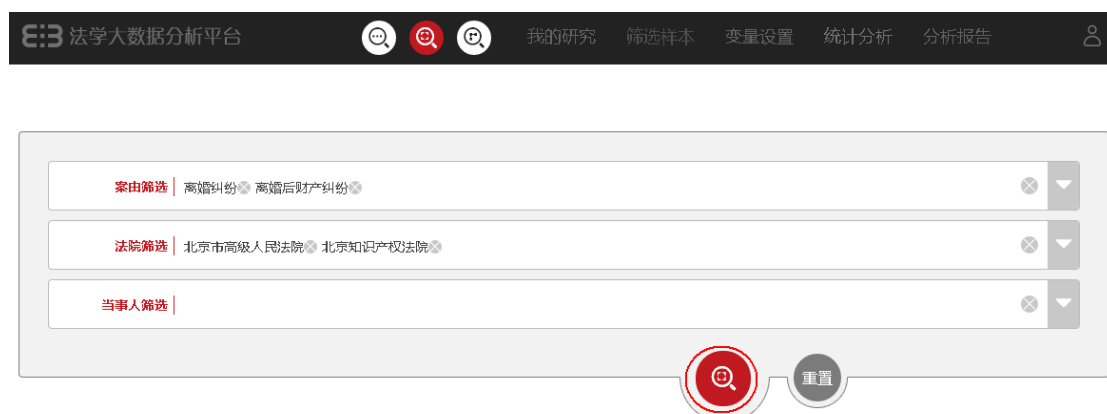 法学大数据分析平台 我的研究 筛选样本 变量设置 统计分析 分析报告
案由筛选 离婚纠纷 离婚后财产纠纷
法院筛选 北京市高级人民法院 北京知识产权法院
当事人筛选
重置